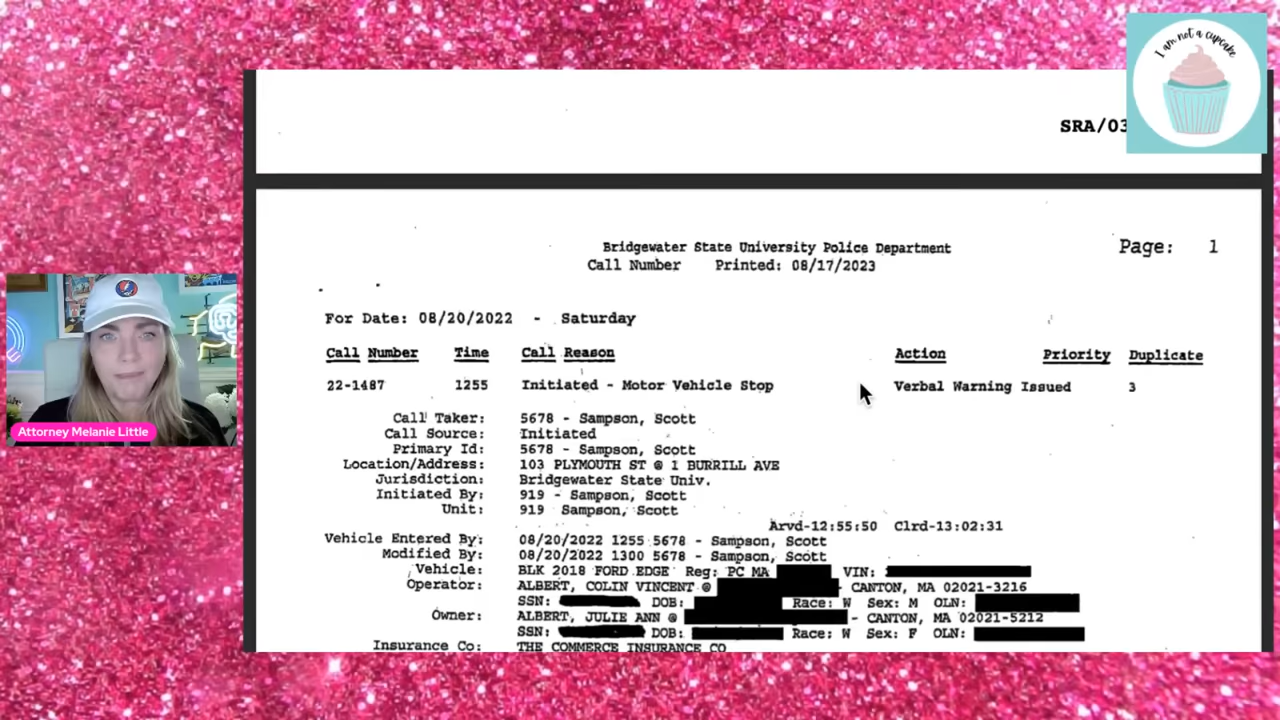 I am not a cupcake
SRA/03
Bridgewater State University Police Department
Page: 1
Call Number Printed: 08/17/2023
For Date: 08/20/2022 - Saturday
Call Number Time Call Reason Action Priority Duplicate
22-1487 1255 Initiated - Motor Vehicle Stop Verbal Warning Issued 3
Call Taker: 5678 - Sampson, Scott
Call Source: Initiated
Primary Id: 5678 - Sampson, Scott
Location/Address: 103 PLYMOUTH ST @ 1 BURRILL AVE
Jurisdiction: Bridgewater State Univ.
Initiated By: 919 - Sampson, Scott
Unit: 919 Sampson, Scott
Arvd-12:55:50 Clrd-13:02:31
Vehicle Entered By: 08/20/2022 1255 5678 - Sampson, Scott
Modified By: 08/20/2022 1300 5678 - Sampson, Scott
Vehicle: BLK 2018 FORD EDGE Reg: PC MA VIN:
Operator: ALBERT, COLIN VINCENT @ - CANTON, MA 02021-3216
SSN: DOB: Race: W Sex: M OLN:
Owner: ALBERT, JULIE ANN @ - CANTON, MA 02021-5212
SSN: DOB: Race: W Sex: F OLN:
Insurance Co: THE COMMERCE INSURANCE CO
Attorney Melanie Little